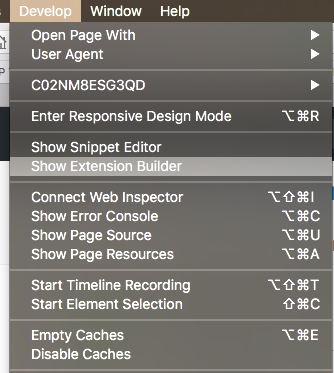 Develop Window Help
Open Page With ▶
User Agent ▶
C02NM8ESG3QD ▶
Enter Responsive Design Mode ⌥⌘R
Show Snippet Editor
Show Extension Builder
Connect Web Inspector ⌥⇧⌘I
Show Error Console ⌥⌘C
Show Page Source ⌥⌘U
Show Page Resources ⌥⌘A
Start Timeline Recording ⌥⇧⌘T
Start Element Selection ⇧⌘C
Empty Caches ⌥⌘E
Disable Caches